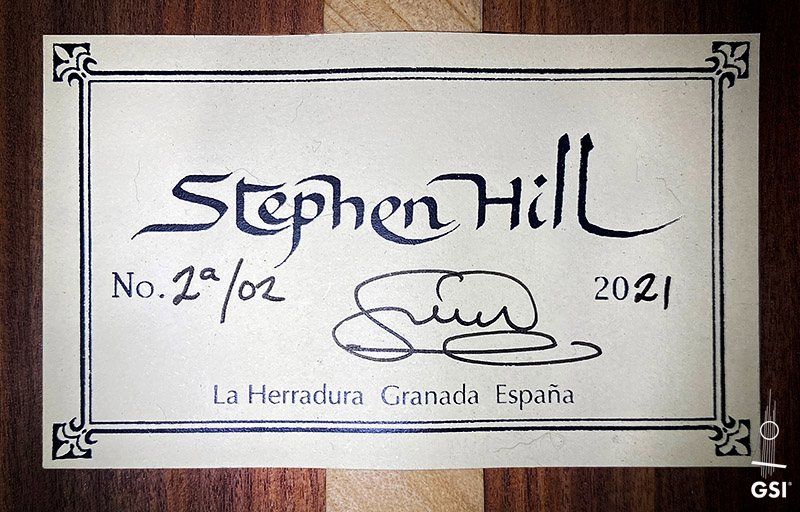 Stephen Hill
No. 2ª/02
2021
La Herradura Granada España
GSI®